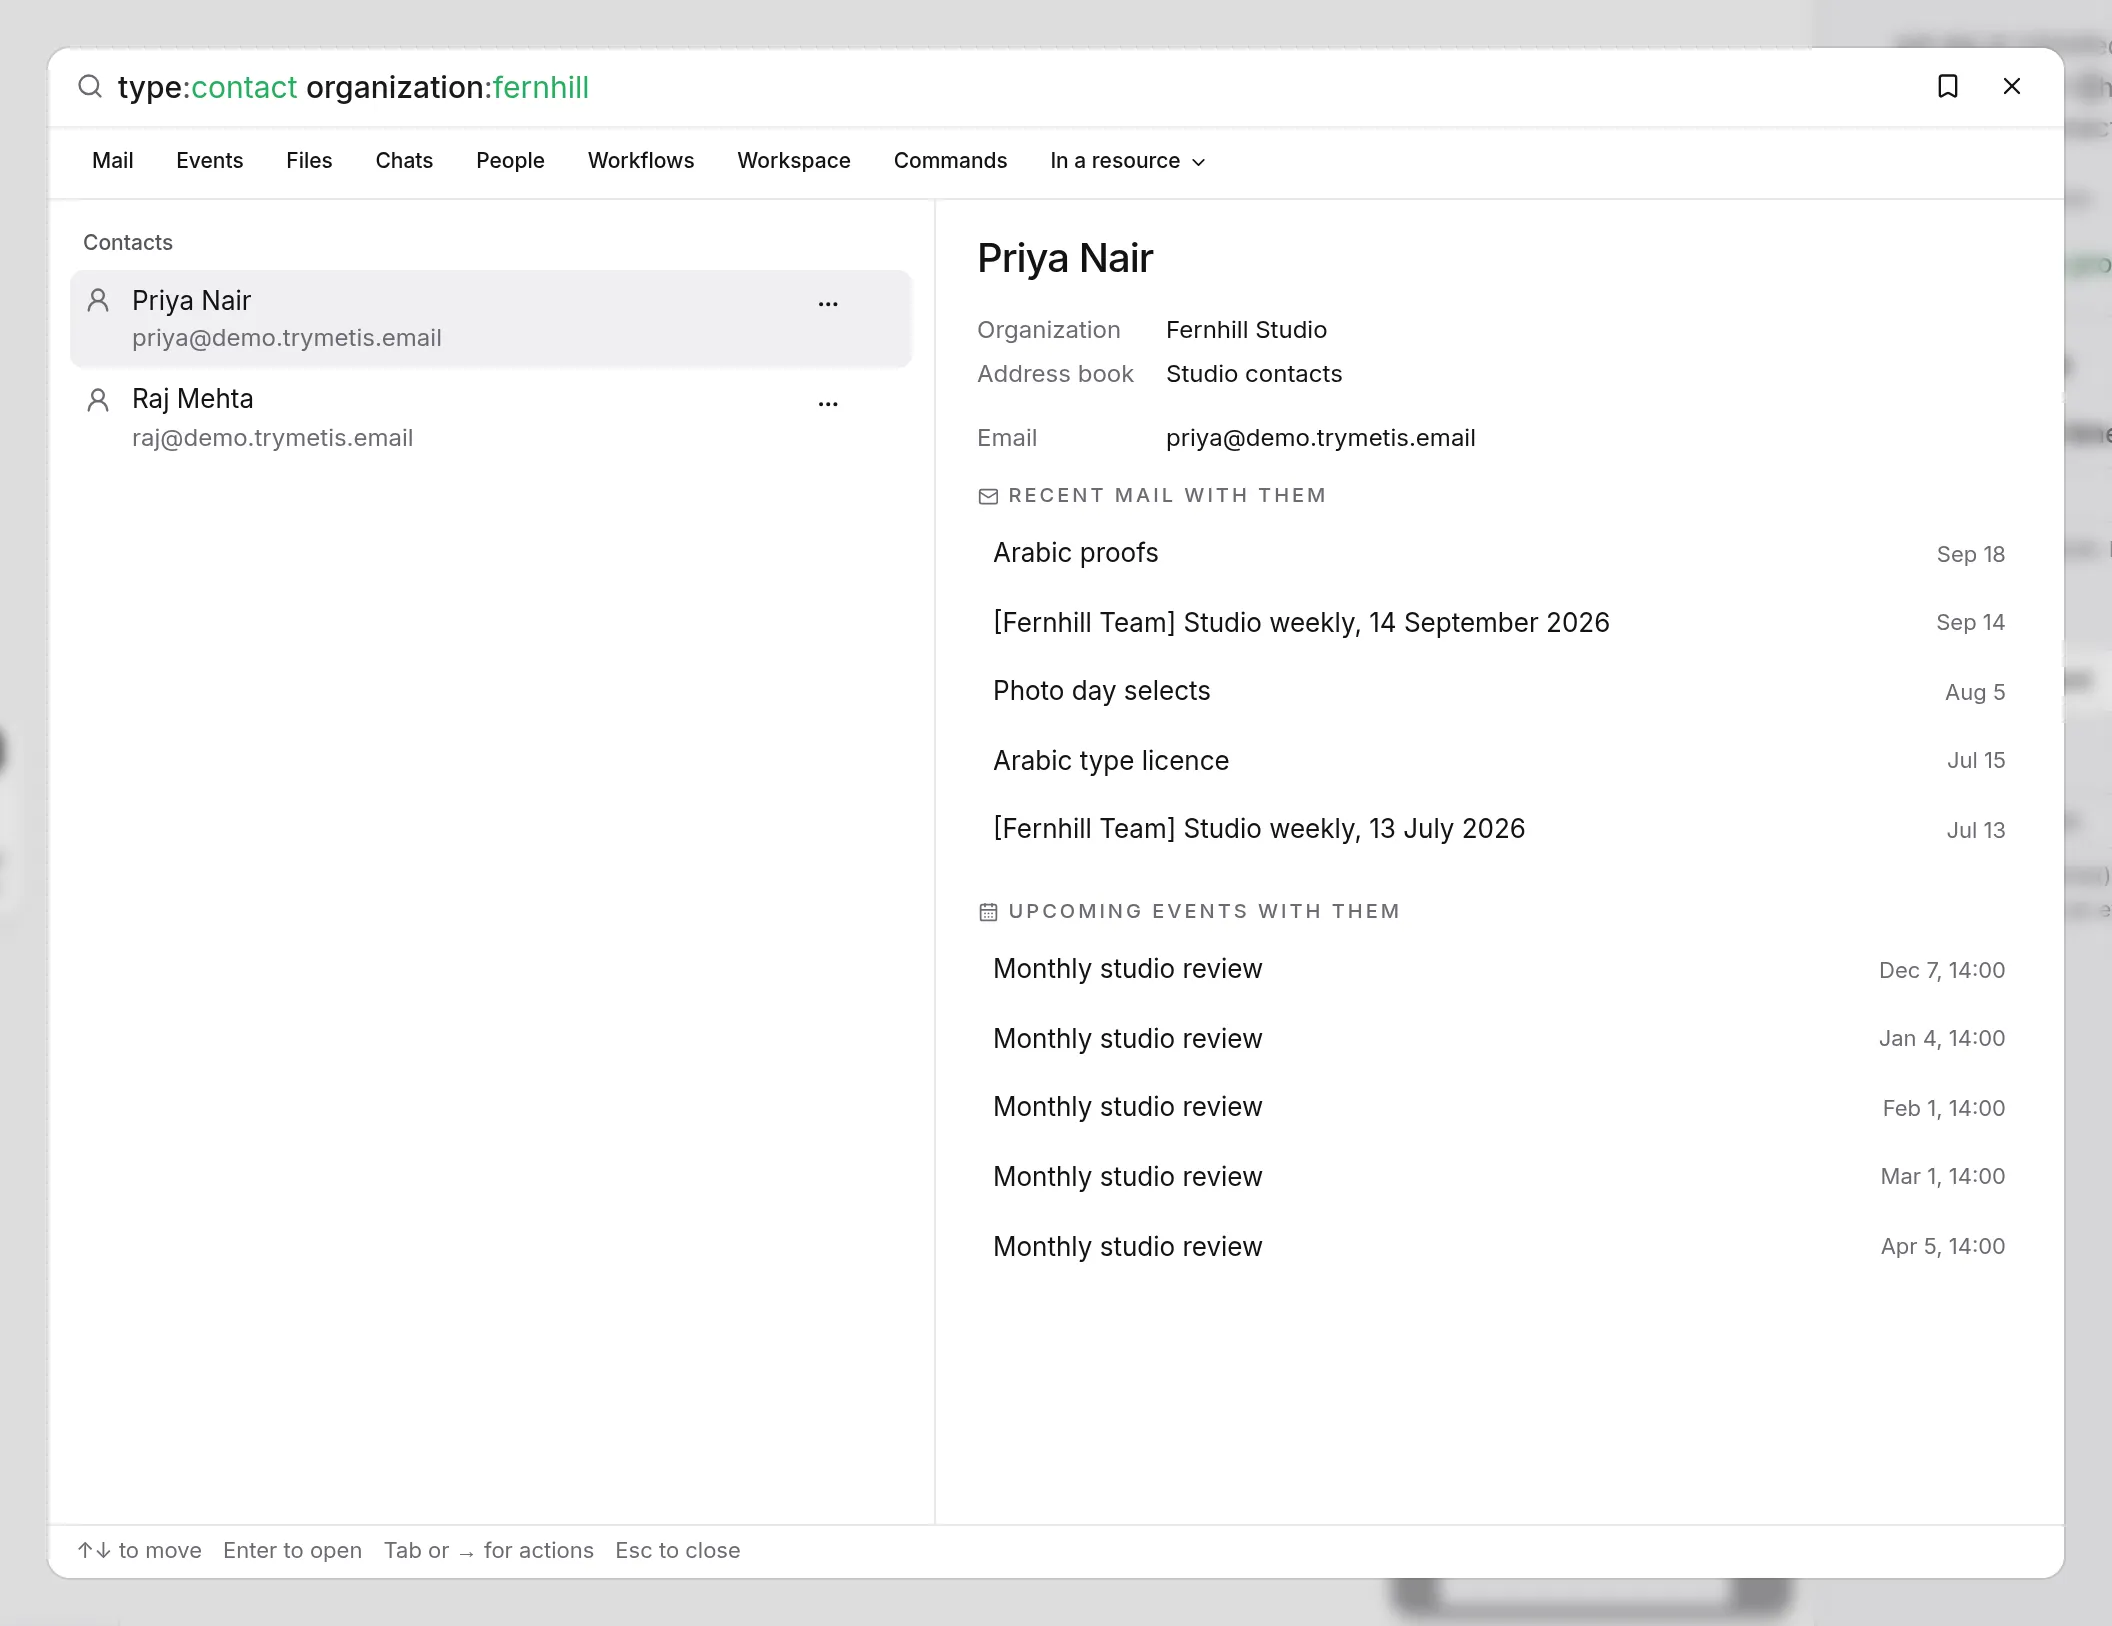 type:contact organization:fernhill
Mail Events Files Chats People Workflows Workspace Commands In a resource
Contacts
Priya Nair
priya@demo.trymetis.email
Raj Mehta
raj@demo.trymetis.email
Priya Nair
Organization Fernhill Studio
Address book Studio contacts
Email priya@demo.trymetis.email
RECENT MAIL WITH THEM
Arabic proofs Sep 18
[Fernhill Team] Studio weekly, 14 September 2026 Sep 14
Photo day selects Aug 5
Arabic type licence Jul 15
[Fernhill Team] Studio weekly, 13 July 2026 Jul 13
UPCOMING EVENTS WITH THEM
Monthly studio review Dec 7, 14:00
Monthly studio review Jan 4, 14:00
Monthly studio review Feb 1, 14:00
Monthly studio review Mar 1, 14:00
Monthly studio review Apr 5, 14:00
↑↓ to move Enter to open Tab or → for actions Esc to close